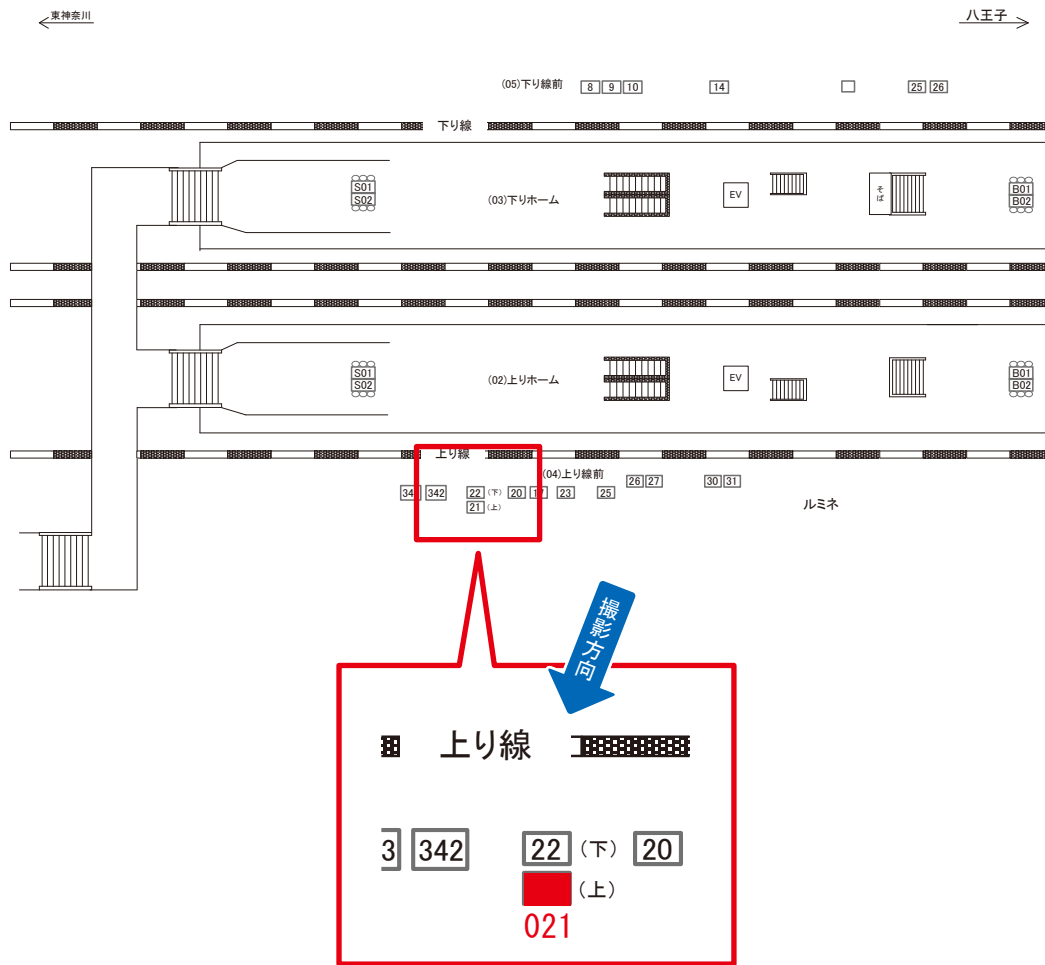 東神奈川
八王子
(05)下り線前
8 9 10 14 25 26
下り線
S01
S02
(03)下りホーム
EV
そば
B01
B02
S01
S02
(02)上りホーム
EV
B01
B02
上り線
(04)上り線前
26 27 30 31
342 22 (下) 20 17 23 25
21 (上)
ルミネ
撮影方向
上り線
3 342 22 (下) 20
(上)
021